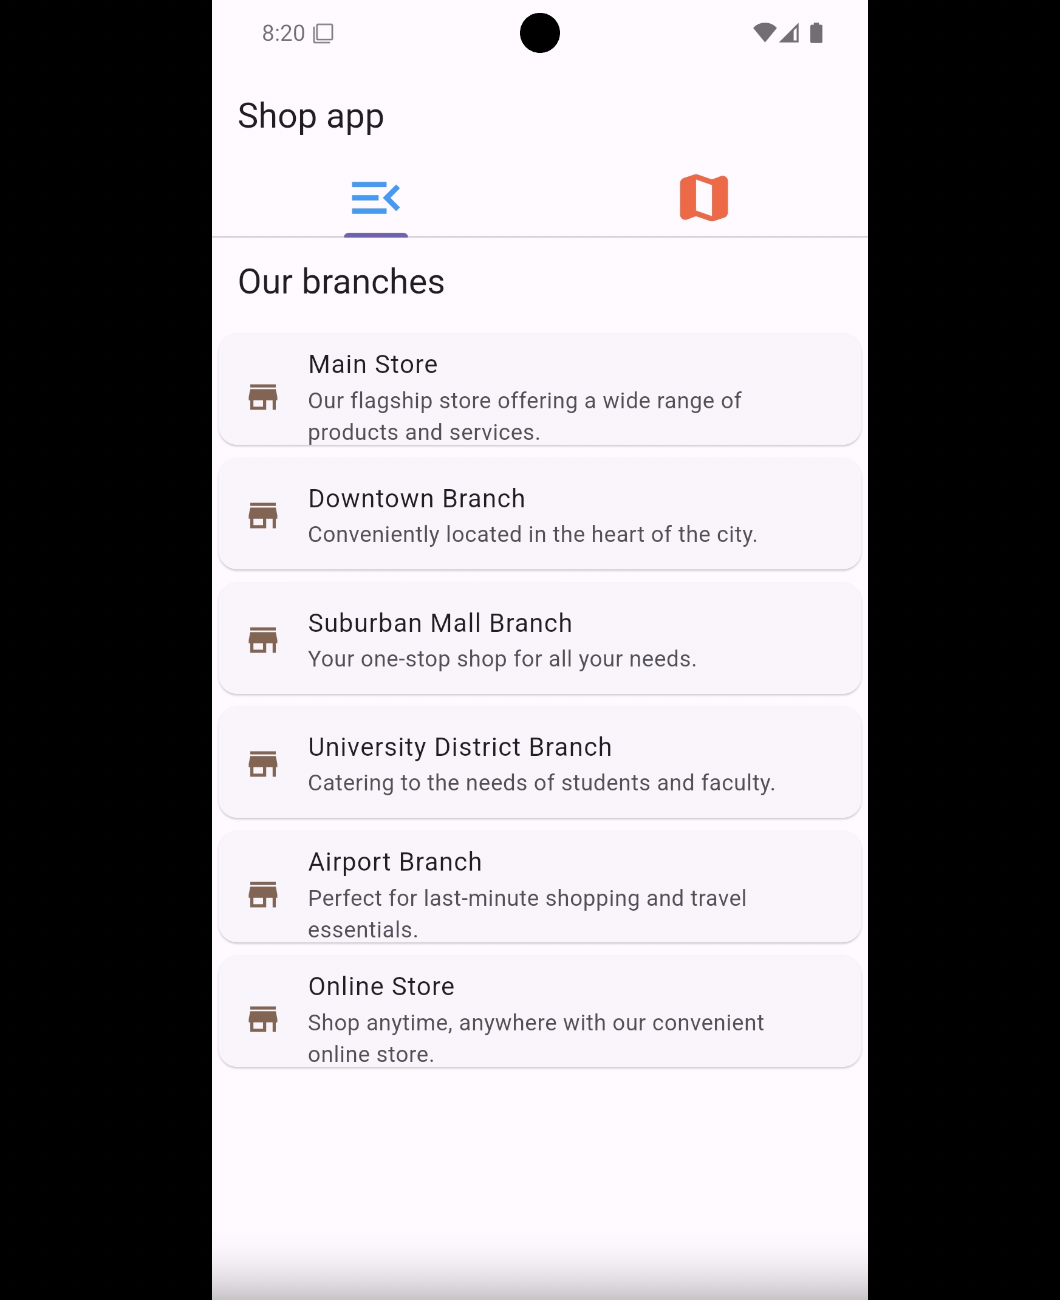 8:20
Shop app
Our branches
Main Store
Our flagship store offering a wide range of
products and services.
Downtown Branch
Conveniently located in the heart of the city.
Suburban Mall Branch
Your one-stop shop for all your needs.
University District Branch
Catering to the needs of students and faculty.
Airport Branch
Perfect for last-minute shopping and travel
essentials.
Online Store
Shop anytime, anywhere with our convenient
online store.